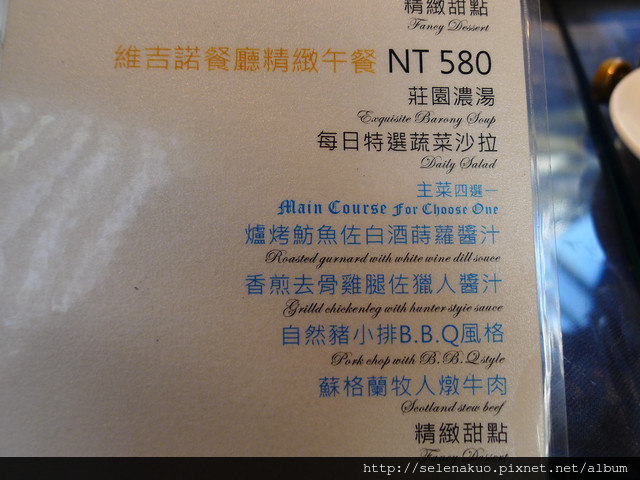 精緻甜點
Fancy Dessert
維吉諾餐廳精緻午餐 NT 580
莊園濃湯
Exquisite Barony Soup
每日特選蔬菜沙拉
Daily Salad
主菜四選一
Main Course For Choose One
爐烤魴魚佐白酒蒔蘿醬汁
Roasted gurnard with white wine dill souce
香煎去骨雞腿佐獵人醬汁
Grilld chickenleg with hunter styie sauce
自然豬小排B.B.Q風格
Pork chop with B.B.Q style
蘇格蘭牧人燉牛肉
Scotland stew beef
精緻甜點
Fancy Dessert
http://selenakuo.pixnet.net/album